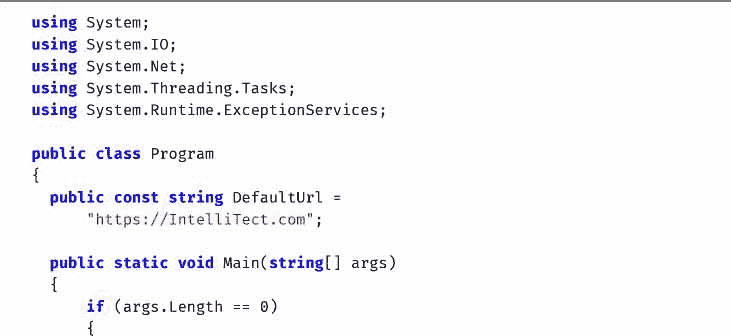 using System;
using System.IO;
using System.Net;
using System.Threading.Tasks;
using System.Runtime.ExceptionServices;

public class Program
{
  public const string DefaultUrl =
      "https://IntelliTect.com";

  public static void Main(string[] args)
  {
      if (args.Length == 0)
      {